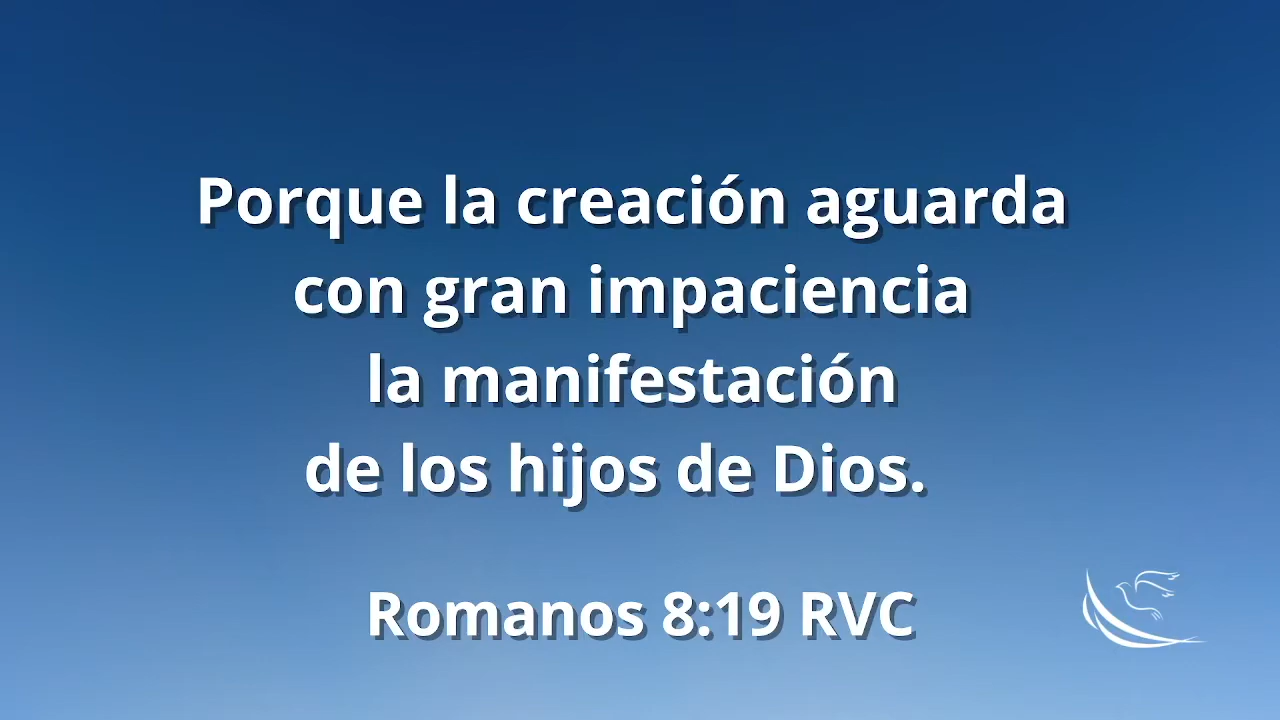 Porque la creación aguarda
con gran impaciencia
la manifestación
de los hijos de Dios.
Romanos 8:19 RVC